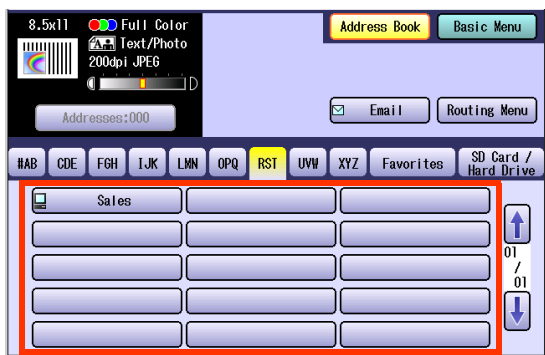 8.5x11 Full Color
Text/Photo
200dpi JPEG
Addresses:000
Address Book
Basic Menu
Email
Routing Menu
#AB CDE FGH IJK LMN OPQ RST UVW XYZ Favorites SD Card / Hard Drive
Sales
01
/
01